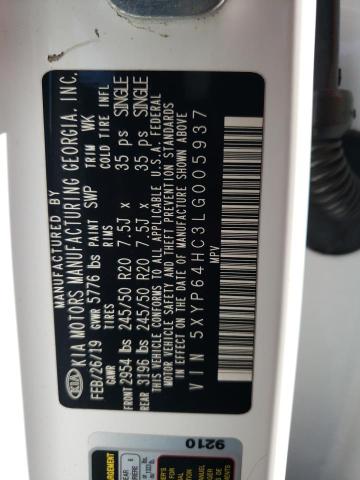 MANUFACTURED BY
KIA KIA MOTORS MANUFACTURING GEORGIA, INC.
FEB/26/19 GVWR 5776 lbs PAINT SWP TRIM WK
GAWR TIRES RIMS COLD TIRE INFL
FRONT 2954 lbs 245/50 R20 7.5J x 35 ps SINGLE
REAR 3196 lbs 245/50 R20 7.5J x 35 ps SINGLE
THIS VEHICLE CONFORMS TO ALL APPLICABLE U.S.A. FEDERAL
MOTOR VEHICLE SAFETY AND THEFT PREVENTION STANDARDS
IN EFFECT ON THE DATE OF MANUFACTURE SHOWN ABOVE.
VIN 5XYP64HC3LG005937
MPV
9210